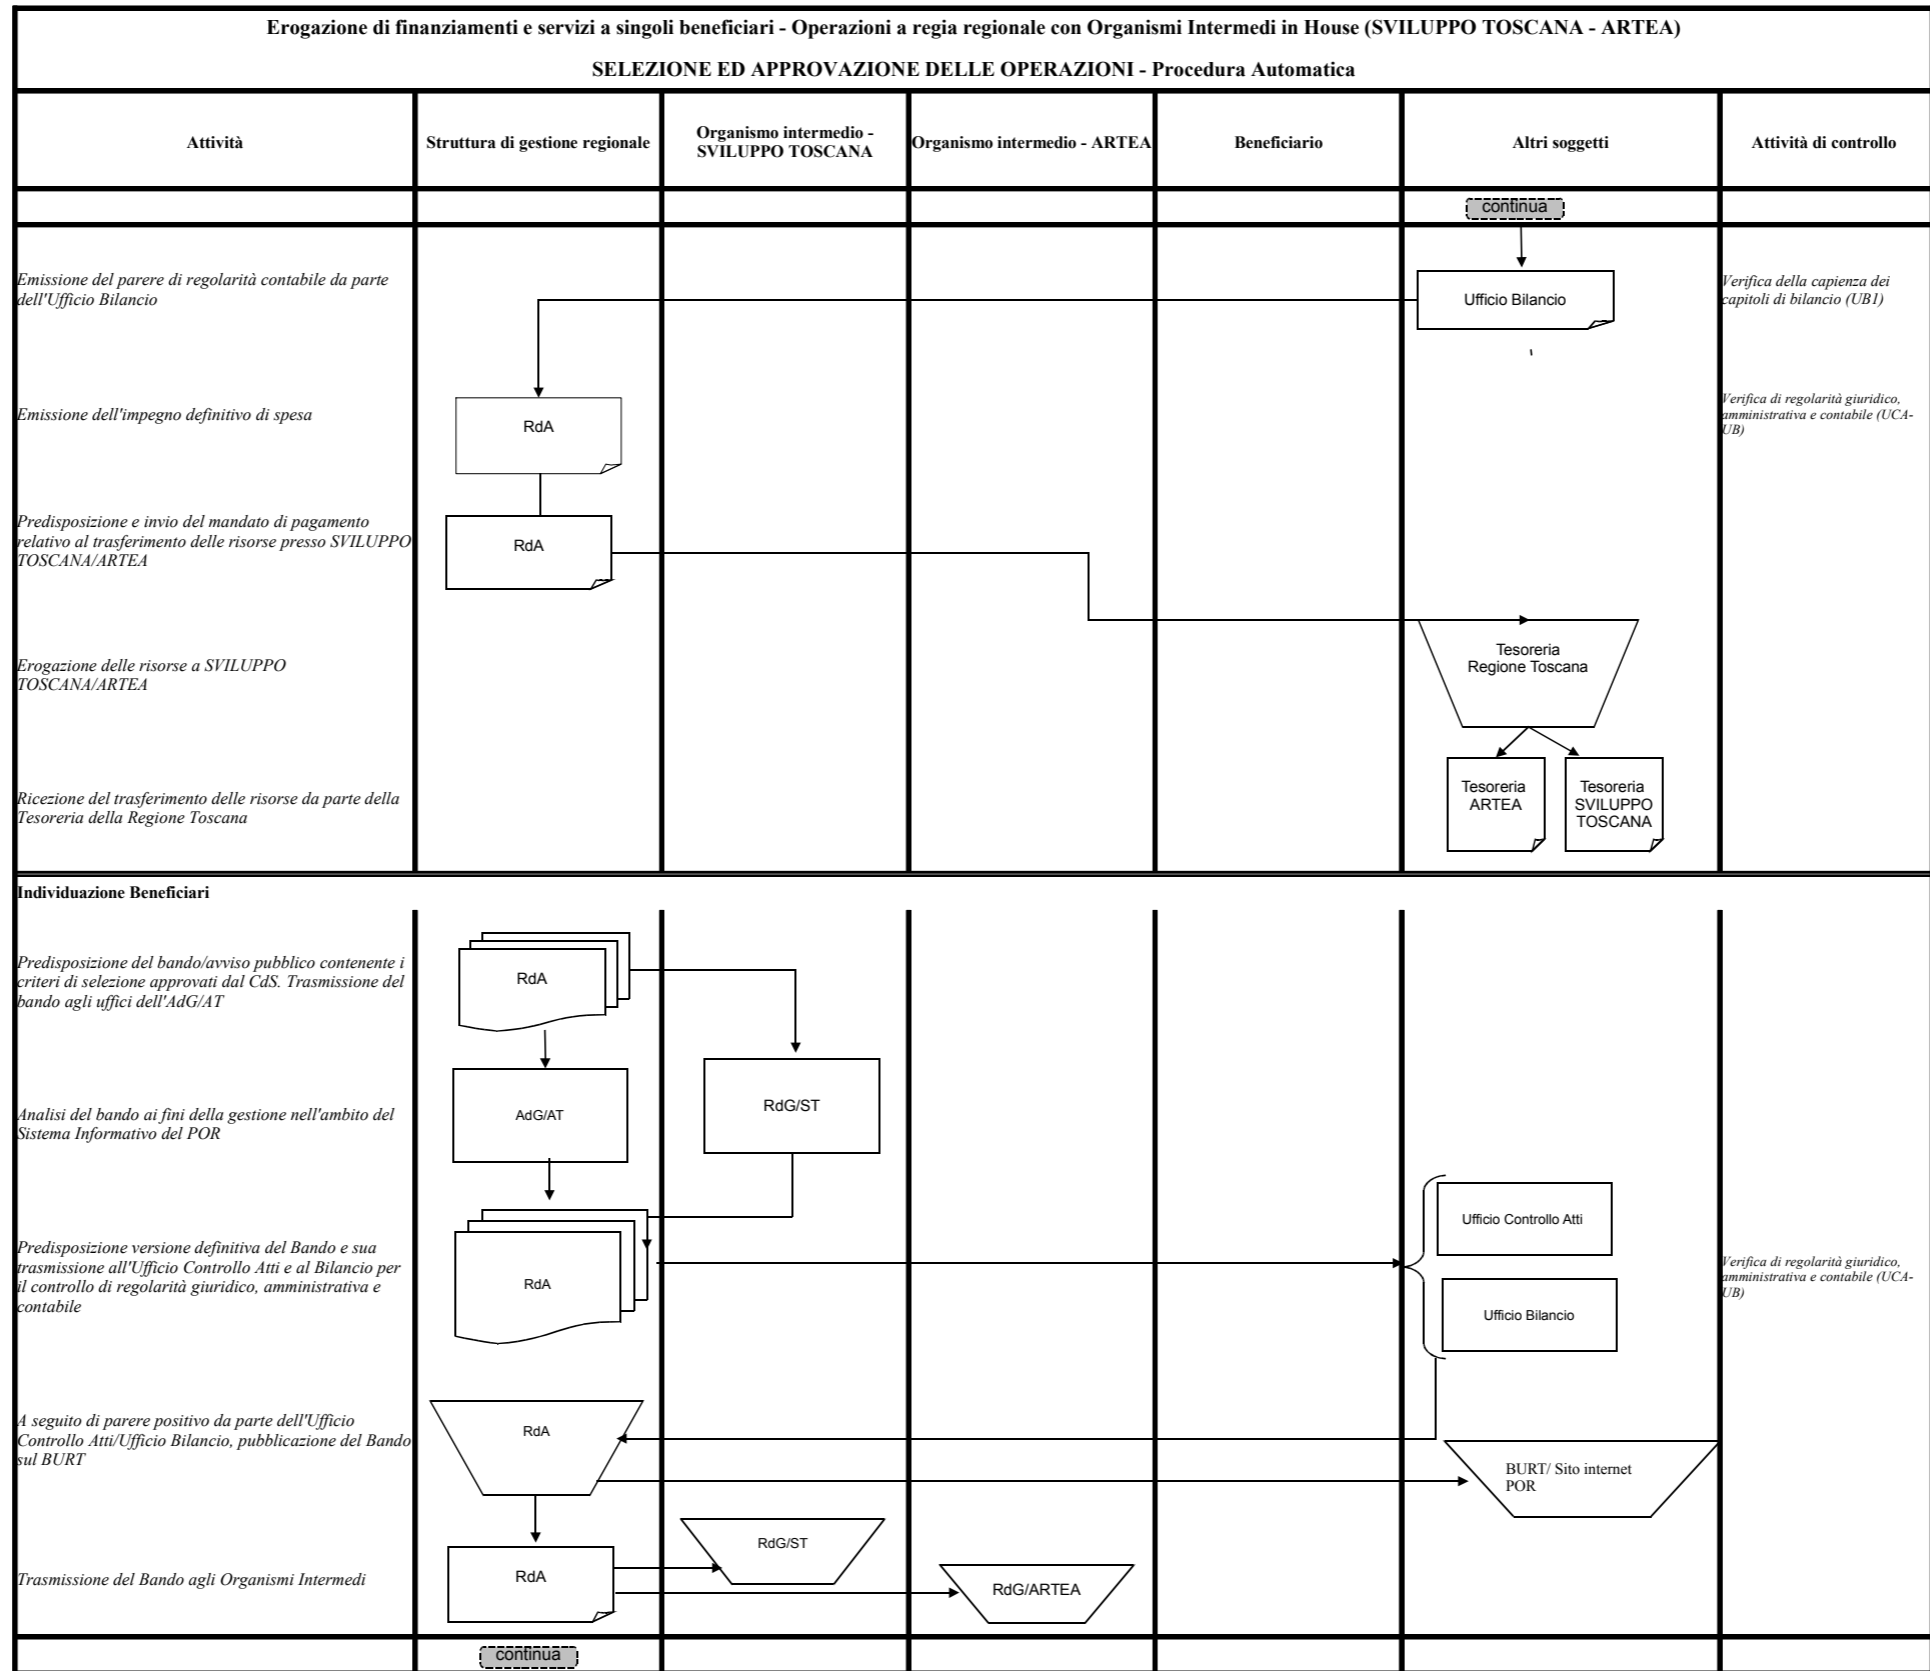 Erogazione di finanziamenti e servizi a singoli beneficiari - Operazioni a regia regionale con Organismi Intermedi in House (SVILUPPO TOSCANA - ARTEA)
SELEZIONE ED APPROVAZIONE DELLE OPERAZIONI - Procedura Automatica
Attività
Struttura di gestione regionale
Organismo intermedio -
SVILUPPO TOSCANA
Organismo intermedio - ARTEA
Beneficiario
Altri soggetti
Attività di controllo
continua
Emissione del parere di regolarità contabile da parte
dell'Ufficio Bilancio
Ufficio Bilancio
Verifica della capienza dei
capitoli di bilancio (UB1)
Emissione dell'impegno definitivo di spesa
RdA
Verifica di regolarità giuridico,
amministrativa e contabile (UCA-
UB)
Predisposizione e invio del mandato di pagamento
relativo al trasferimento delle risorse presso SVILUPPO
TOSCANA/ARTEA
RdA
Erogazione delle risorse a SVILUPPO
TOSCANA/ARTEA
Tesoreria
Regione Toscana
Ricezione del trasferimento delle risorse da parte della
Tesoreria della Regione Toscana
Tesoreria
ARTEA
Tesoreria
SVILUPPO
TOSCANA
Individuazione Beneficiari
Predisposizione del bando/avviso pubblico contenente i
criteri di selezione approvati dal CdS. Trasmissione del
bando agli uffici dell'AdG/AT
RdA
Analisi del bando ai fini della gestione nell'ambito del
Sistema Informativo del POR
AdG/AT
RdG/ST
Predisposizione versione definitiva del Bando e sua
trasmissione all'Ufficio Controllo Atti e al Bilancio per
il controllo di regolarità giuridico, amministrativa e
contabile
RdA
Ufficio Controllo Atti
Ufficio Bilancio
Verifica di regolarità giuridico,
amministrativa e contabile (UCA-
UB)
A seguito di parere positivo da parte dell'Ufficio
Controllo Atti/Ufficio Bilancio, pubblicazione del Bando
sul BURT
RdA
BURT/ Sito internet
POR
Trasmissione del Bando agli Organismi Intermedi
RdA
RdG/ST
RdG/ARTEA
continua